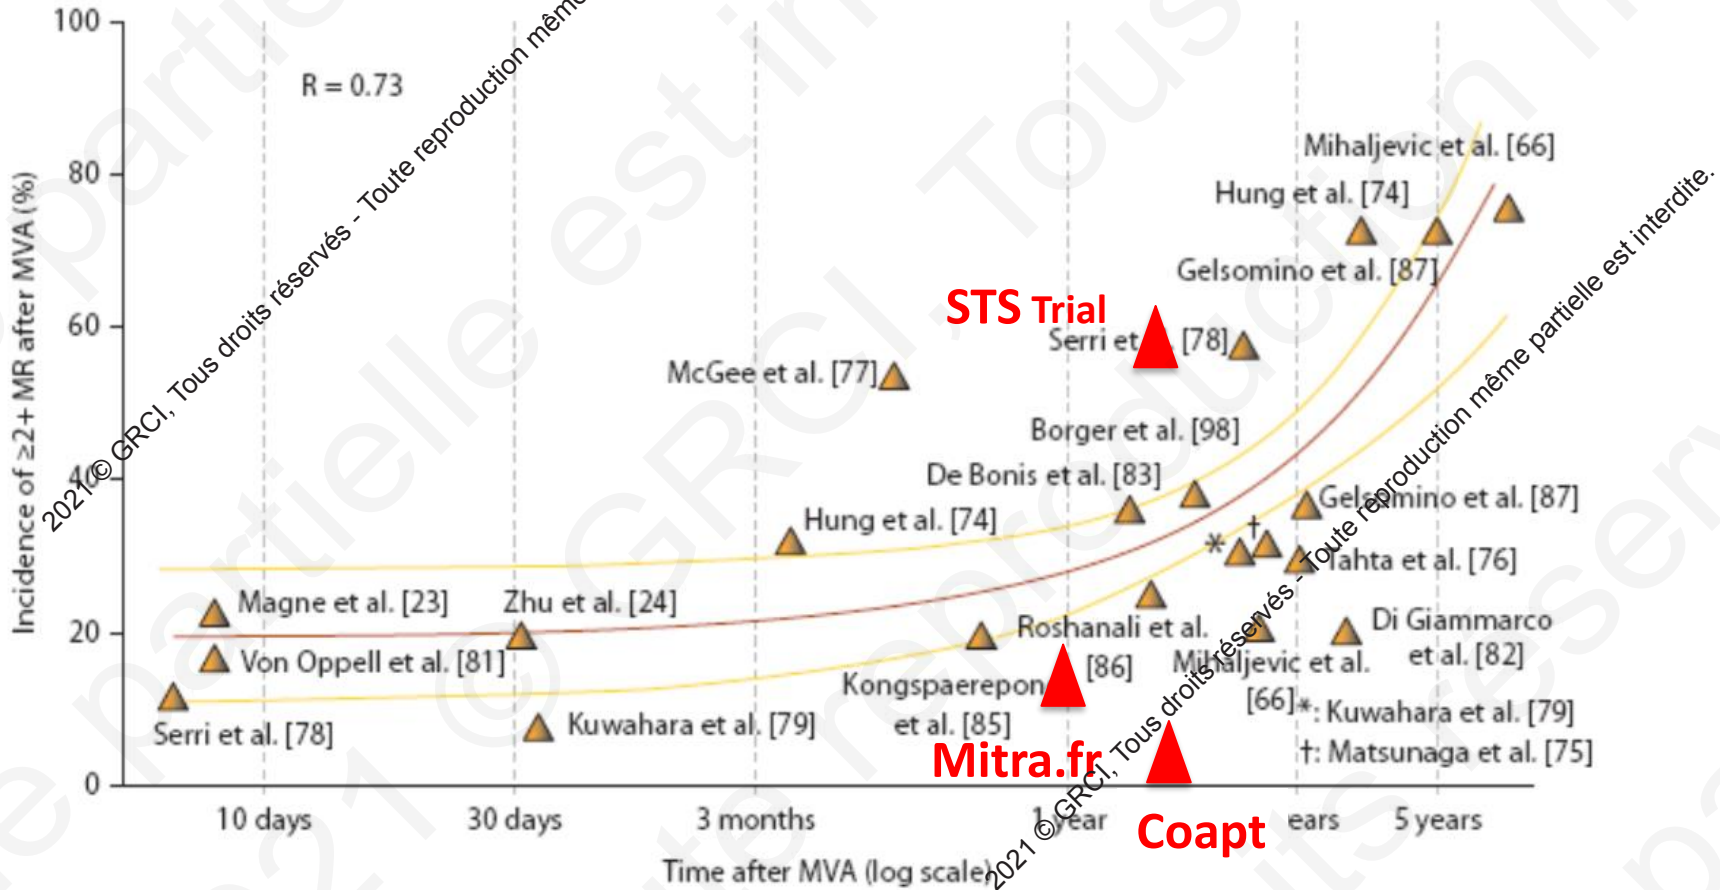 100
80
60
40
20
0
Incidence of ≥2+ MR after MVA (%)
R = 0.73
Mihaljevic et al. [66]
Hung et al. [74]
Gelsomino et al. [87]
STS Trial
Serri et [78]
McGee et al. [77]
Borger et al. [98]
De Bonis et al. [83]
Hung et al. [74]
Gelsomino et al. [87]
*
†
Tahta et al. [76]
Magne et al. [23]
Zhu et al. [24]
Roshanali et al.
[86]
Di Giammarco
et al. [82]
Von Oppell et al. [81]
Mihaljevic et al.
[66]
Kongspaerepon
et al. [85]
Serri et al. [78]
Kuwahara et al. [79]
*: Kuwahara et al. [79]
†: Matsunaga et al. [75]
Mitra.fr
Coapt
10 days
30 days
3 months
1 year
ears
5 years
Time after MVA (log scale)
2021 © GRCI, Tous droits réservés - Toute reproduction même
2021 © GRCI, Tous droits réservés - Toute reproduction même partielle est interdite.